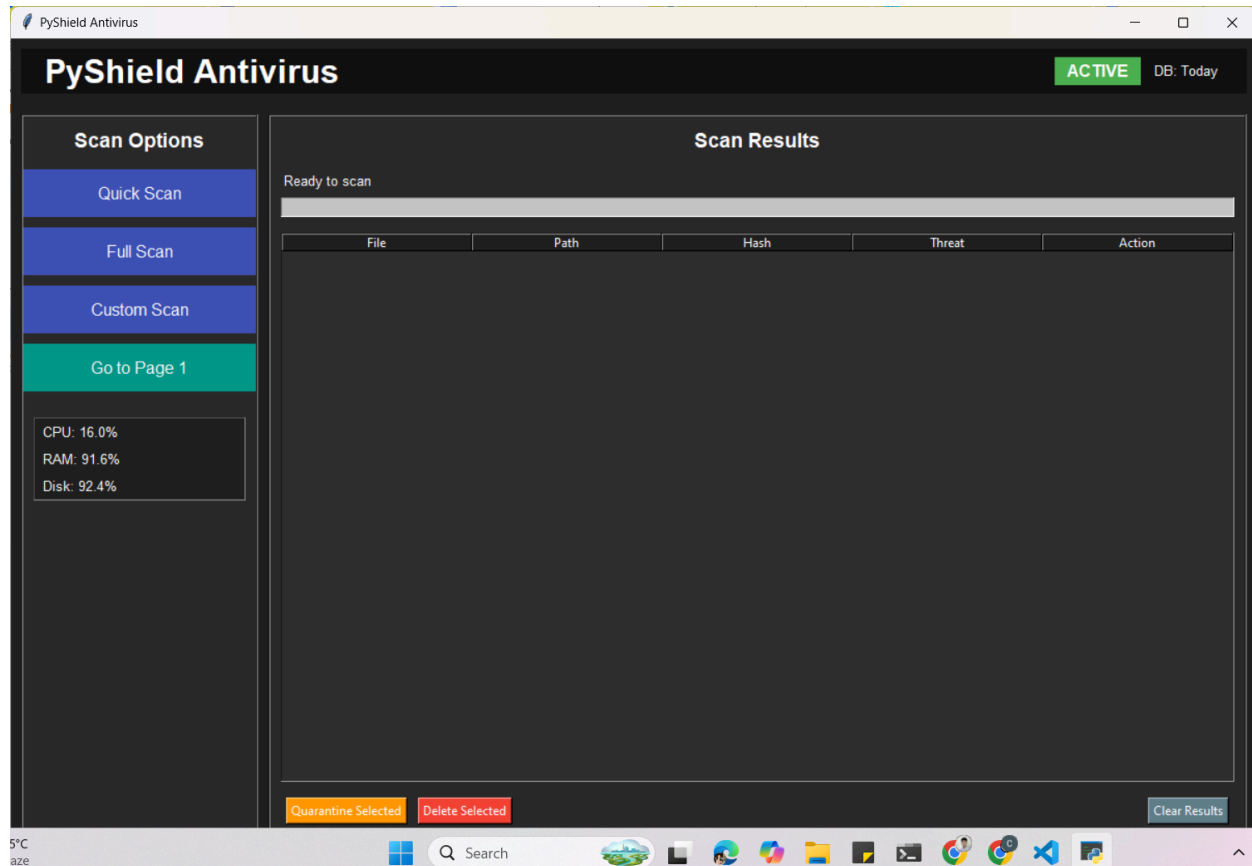 PyShield Antivirus
PyShield Antivirus
ACTIVE
DB: Today
Scan Options
Quick Scan
Full Scan
Custom Scan
Go to Page 1
CPU: 16.0%
RAM: 91.6%
Disk: 92.4%
Scan Results
Ready to scan
File Path Hash Threat Action
Quarantine Selected Delete Selected Clear Results
5°C
aze
Search